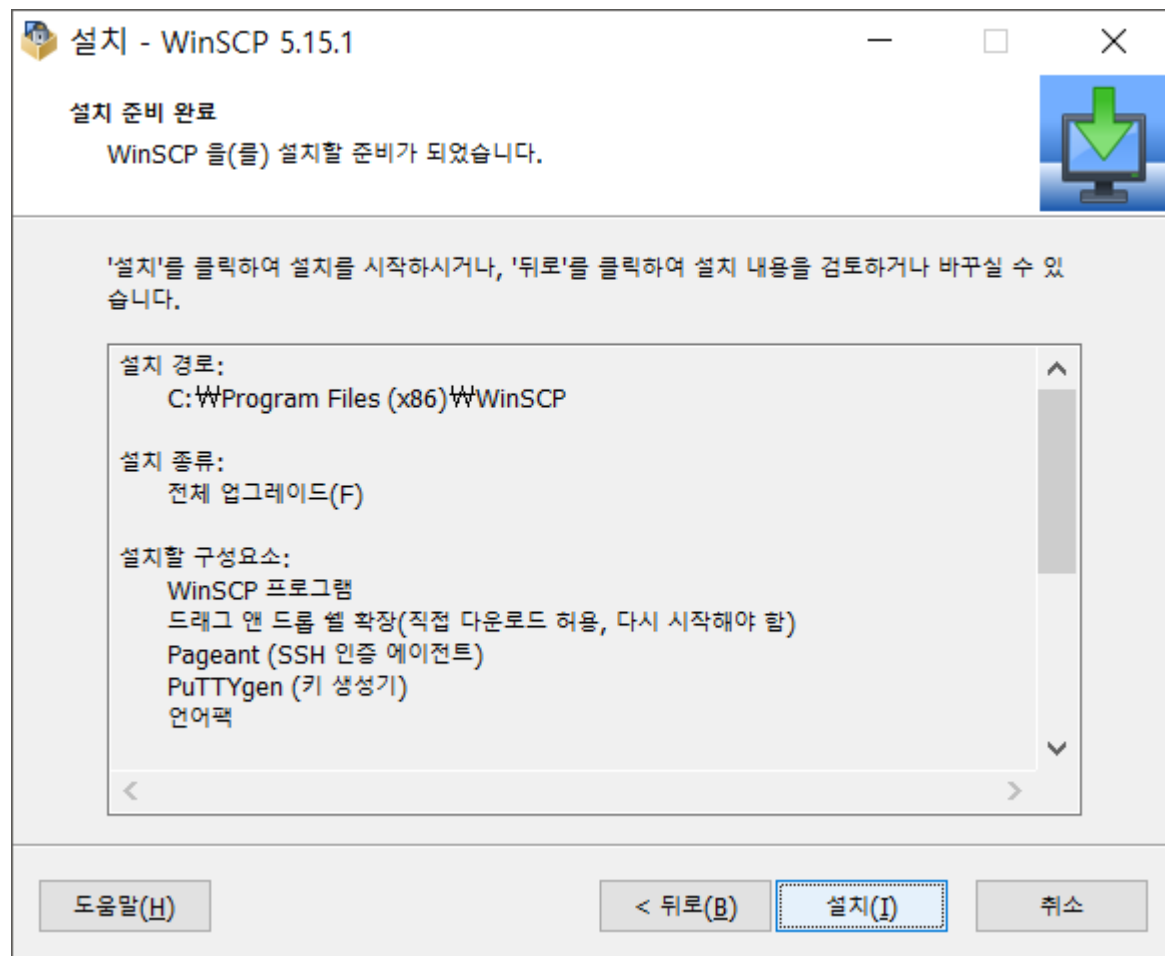 설치 - WinSCP 5.15.1
설치 준비 완료
WinSCP 을(를) 설치할 준비가 되었습니다.
'설치'를 클릭하여 설치를 시작하시거나, '뒤로'를 클릭하여 설치 내용을 검토하거나 바꾸실 수 있
습니다.
설치 경로:
C:₩Program Files (x86)₩WinSCP
설치 종류:
전체 업그레이드(F)
설치할 구성요소:
WinSCP 프로그램
드래그 앤 드롭 쉘 확장(직접 다운로드 허용, 다시 시작해야 함)
Pageant (SSH 인증 에이전트)
PuTTYgen (키 생성기)
언어팩
도움말(H) < 뒤로(B) 설치(I) 취소